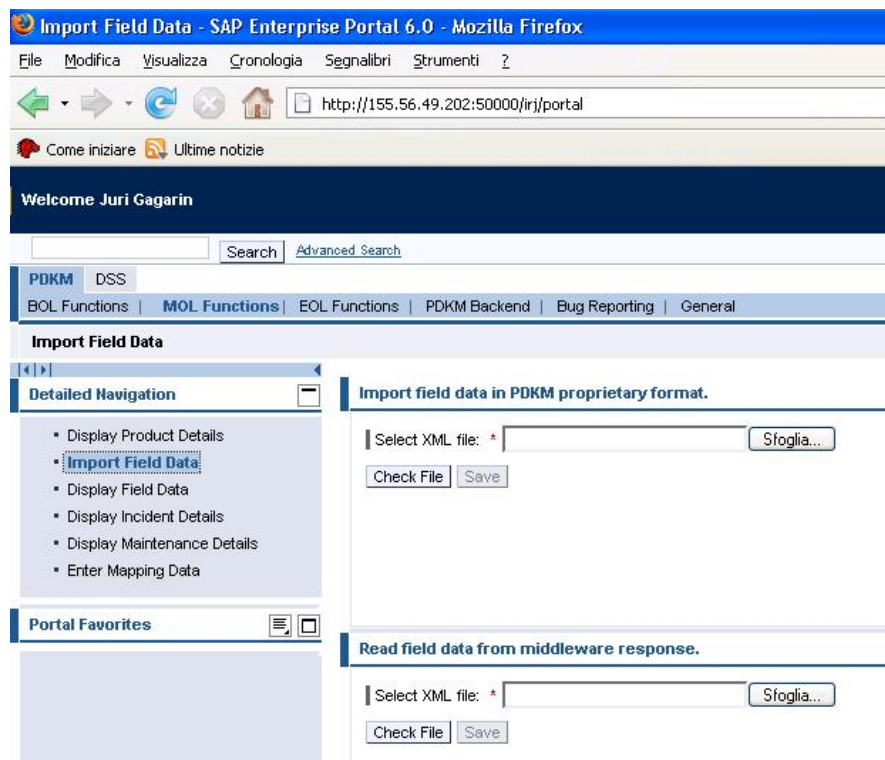 Import Field Data - SAP Enterprise Portal 6.0 - Mozilla Firefox
File Modifica Visualizza Cronologia Segnalibri Strumenti ?
http://155.56.49.202:50000/irj/portal
Come iniziare Ultime notizie
Welcome Juri Gagarin
Search Advanced Search
PDKM DSS
BOL Functions | MOL Functions | EOL Functions | PDKM Backend | Bug Reporting | General
Import Field Data
Detailed Navigation
Display Product Details
Import Field Data
Display Field Data
Display Incident Details
Display Maintenance Details
Enter Mapping Data
Portal Favorites
Import field data in PDKM proprietary format.
Select XML file: * Sfoglia...
Check File Save
Read field data from middleware response.
Select XML file: * Sfoglia...
Check File Save